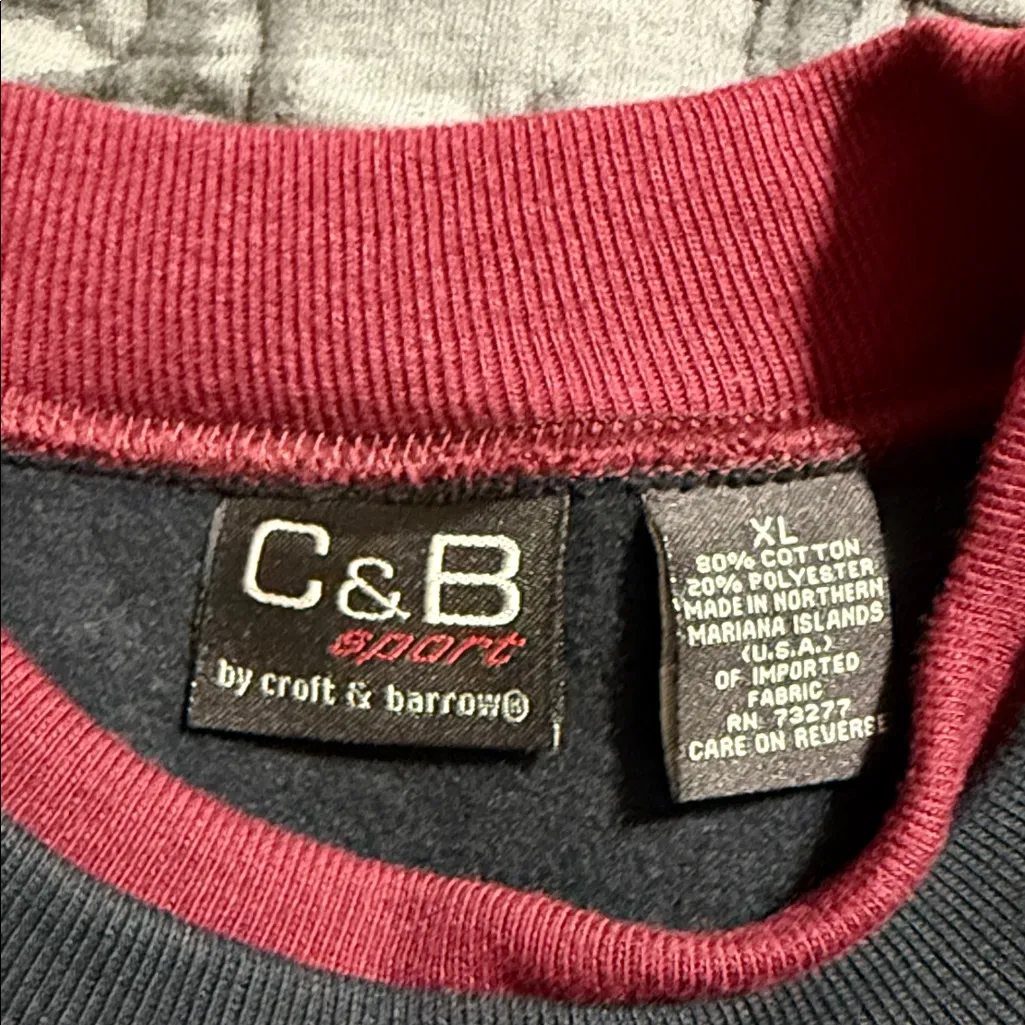 C&B
sport
by croft & barrow®
XL
80% COTTON
20% POLYESTER
MADE IN NORTHERN
MARIANA ISLANDS
(U.S.A.)
OF IMPORTED
FABRIC
RN 73277
CARE ON REVERSE